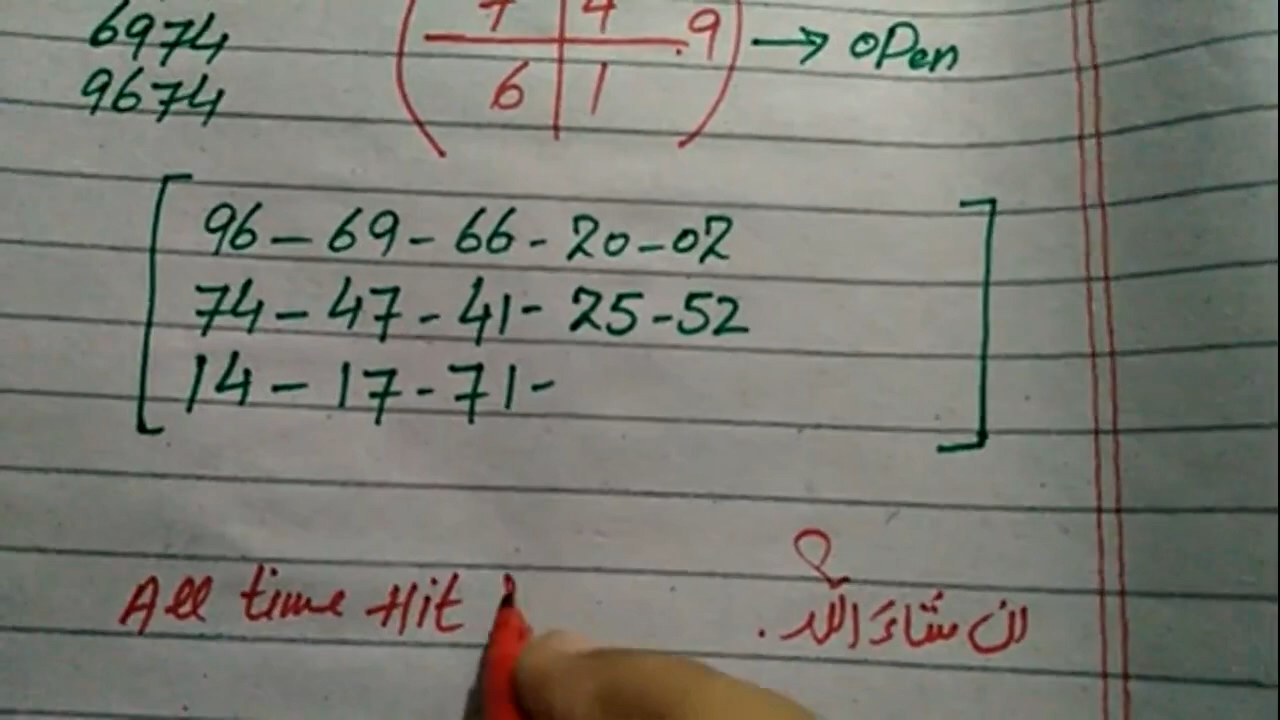 6974
9674
7 4 .9 → oPen
6 1
96 – 69 - 66 - 20 – 02
74 – 47 - 41 - 25 - 52
14 – 17 - 71 -
All time Hit
ان شَاءَ اللہ .